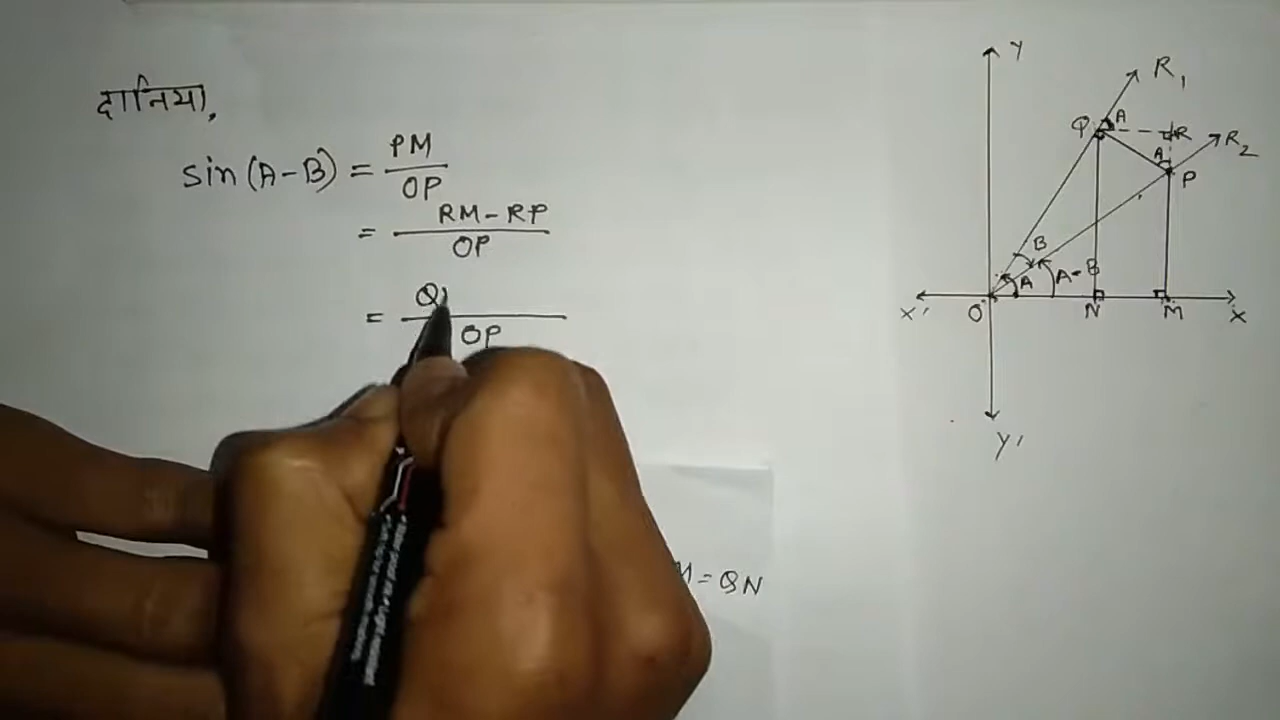 दानिया,
sin(A-B) = PM/OP
= RM-RP/OP
= Q /OP
= QN
Y
R1
Q A R R2
A P
B
A A-B
X' O N M X
Y'